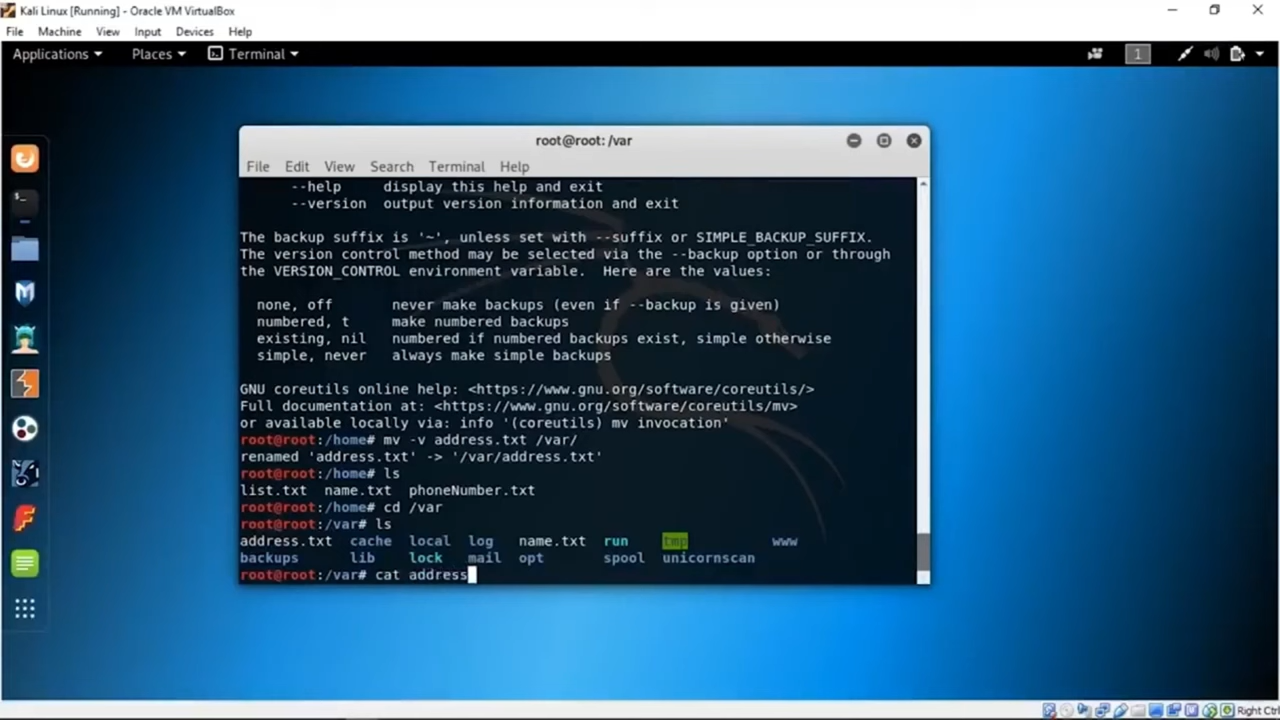 Kali Linux [Running] - Oracle VM VirtualBox
File Machine View Input Devices Help
Applications Places Terminal 1
root@root: /var
File Edit View Search Terminal Help
--help display this help and exit
--version output version information and exit
The backup suffix is '~', unless set with --suffix or SIMPLE_BACKUP_SUFFIX.
The version control method may be selected via the --backup option or through
the VERSION_CONTROL environment variable. Here are the values:
none, off never make backups (even if --backup is given)
numbered, t make numbered backups
existing, nil numbered if numbered backups exist, simple otherwise
simple, never always make simple backups
GNU coreutils online help: <https://www.gnu.org/software/coreutils/>
Full documentation at: <https://www.gnu.org/software/coreutils/mv>
or available locally via: info '(coreutils) mv invocation'
root@root:/home# mv -v address.txt /var/
renamed 'address.txt' -> '/var/address.txt'
root@root:/home# ls
list.txt name.txt phoneNumber.txt
root@root:/home# cd /var
root@root:/var# ls
address.txt cache local log name.txt run tmp www
backups lib lock mail opt spool unicornscan
root@root:/var# cat address
Right Ctrl